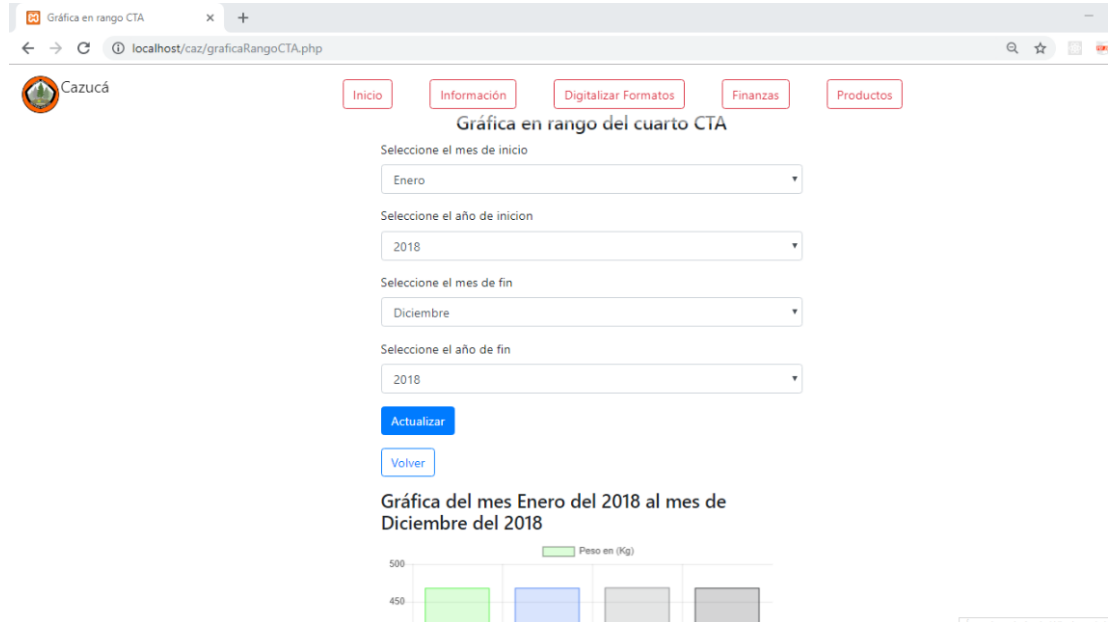 Gráfica en rango CTA
localhost/caz/graficaRangoCTA.php
Cazucá
Inicio
Información
Digitalizar Formatos
Finanzas
Productos
Gráfica en rango del cuarto CTA
Seleccione el mes de inicio
Enero
Seleccione el año de inicion
2018
Seleccione el mes de fin
Diciembre
Seleccione el año de fin
2018
Actualizar
Volver
Gráfica del mes Enero del 2018 al mes de
Diciembre del 2018
Peso en (Kg)
500
450